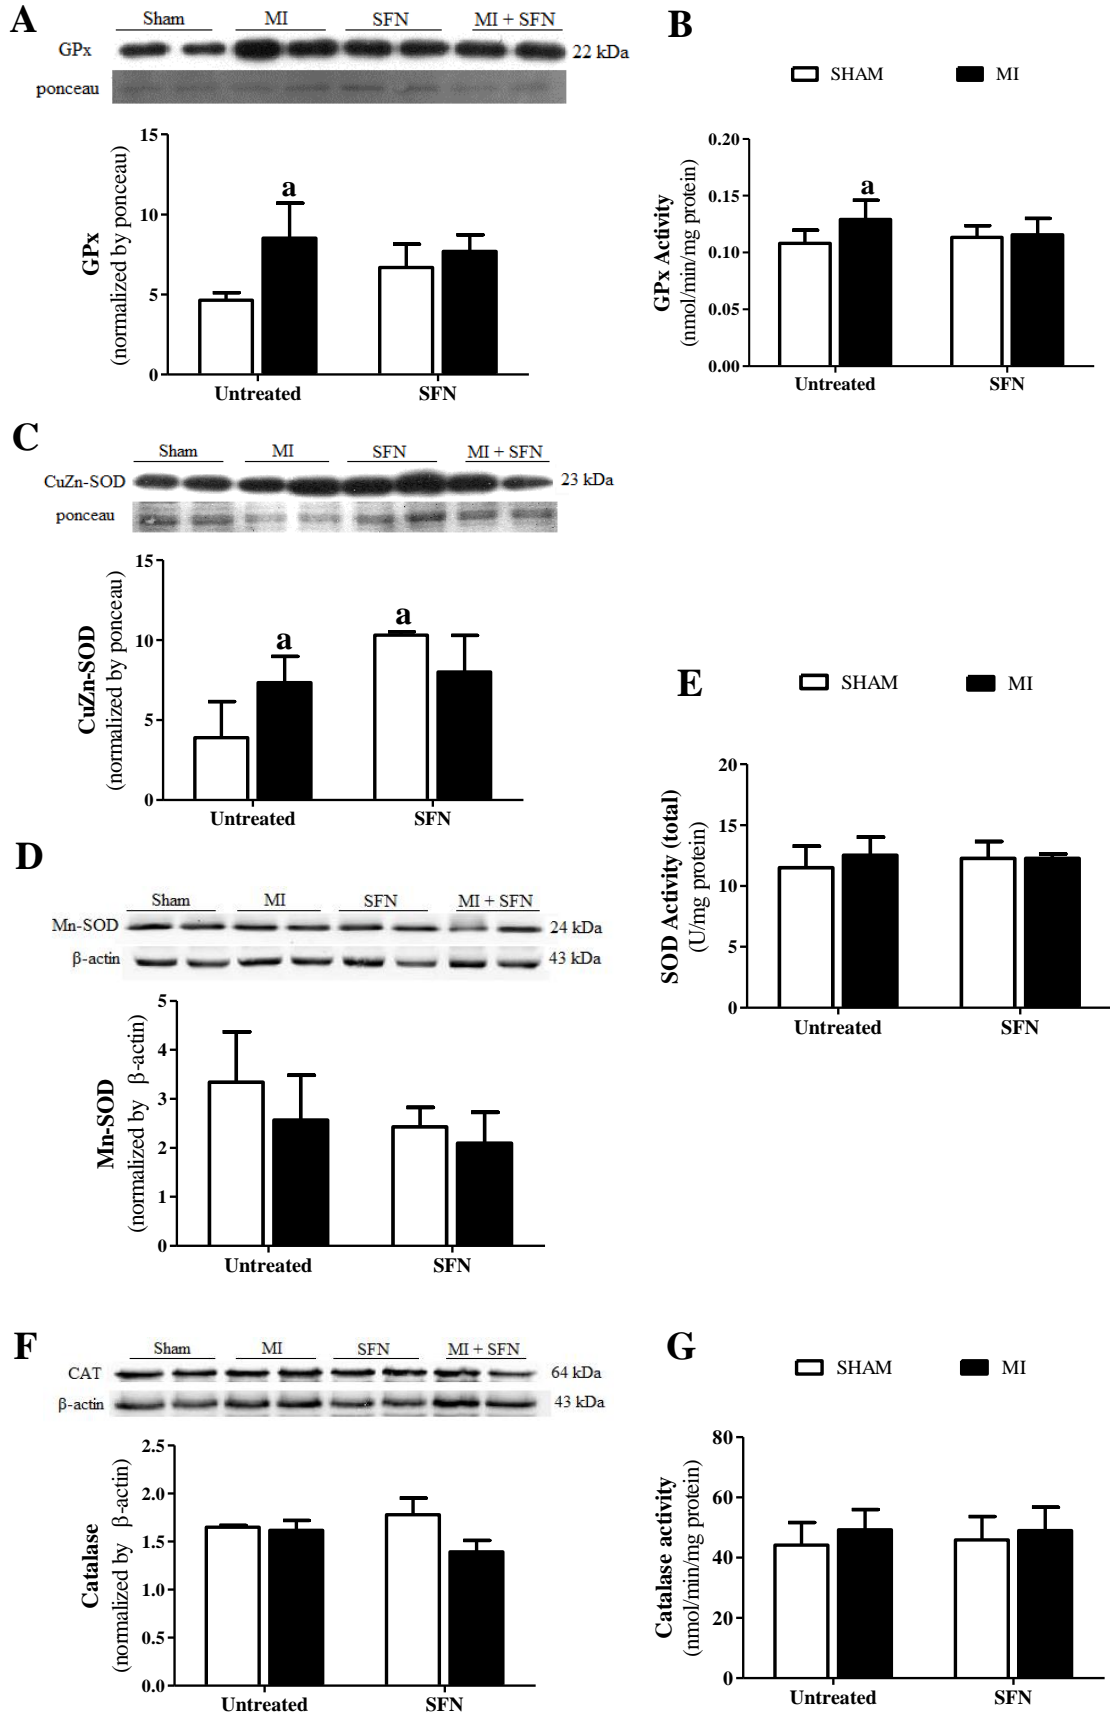 A
Sham MI SFN MI + SFN
GPx 22 kDa
ponceau
GPx
(normalized by ponceau)
15
10
5
0
a
Untreated SFN
B
SHAM MI
GPx Activity
(nmol/min/mg protein)
0.20
0.15
0.10
0.05
0.00
a
Untreated SFN
C
Sham MI SFN MI + SFN
CuZn-SOD 23 kDa
ponceau
CuZn-SOD
(normalized by ponceau)
15
10
5
0
a a
Untreated SFN
D
Sham MI SFN MI + SFN
Mn-SOD 24 kDa
β-actin 43 kDa
Mn-SOD
(normalized by β-actin)
5
4
3
2
1
0
Untreated SFN
E
SHAM MI
SOD Activity (total)
(U/mg protein)
20
15
10
5
0
Untreated SFN
F
Sham MI SFN MI + SFN
CAT 64 kDa
β-actin 43 kDa
Catalase
(normalized by β-actin)
2.5
2.0
1.5
1.0
0.5
0.0
Untreated SFN
G
SHAM MI
Catalase activity
(nmol/min/mg protein)
80
60
40
20
0
Untreated SFN